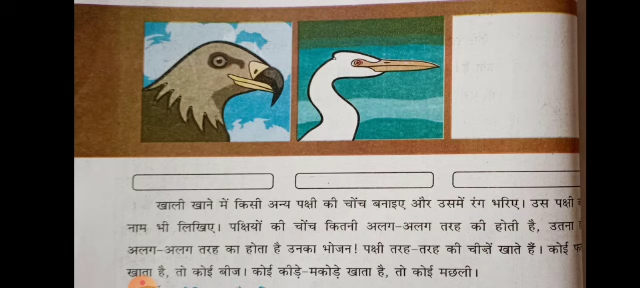 खाली खाने में किसी अन्य पक्षी की चोंच बनाइए और उसमें रंग भरिए। उस पक्षी
नाम भी लिखिए। पक्षियों की चोंच कितनी अलग-अलग तरह की होती है, उतना
अलग-अलग तरह का होता है उनका भोजन! पक्षी तरह-तरह की चीज़ें खाते हैं। कोई
खाता है, तो कोई बीज। कोई कीड़े-मकोड़े खाता है, तो कोई मछली।